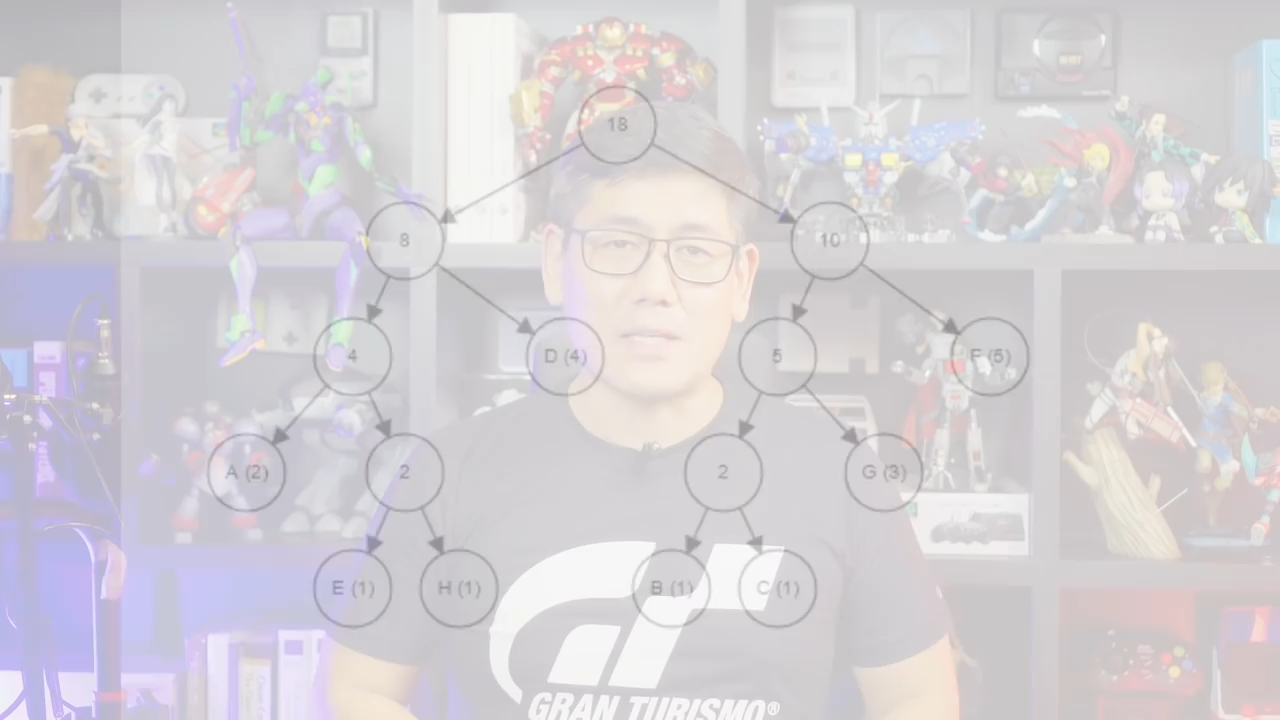 18
8
10
4
D (4)
5
F (5)
A (2)
2
2
G (3)
E (1)
H (1)
B (1)
C (1)
GRAN TURISMO®